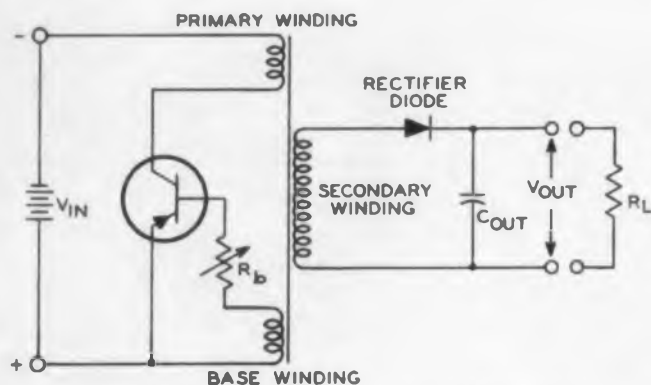 PRIMARY WINDING
-
RECTIFIER
DIODE
VIN
SECONDARY
WINDING
COUT
VOUT
RL
Rb
+
BASE WINDING